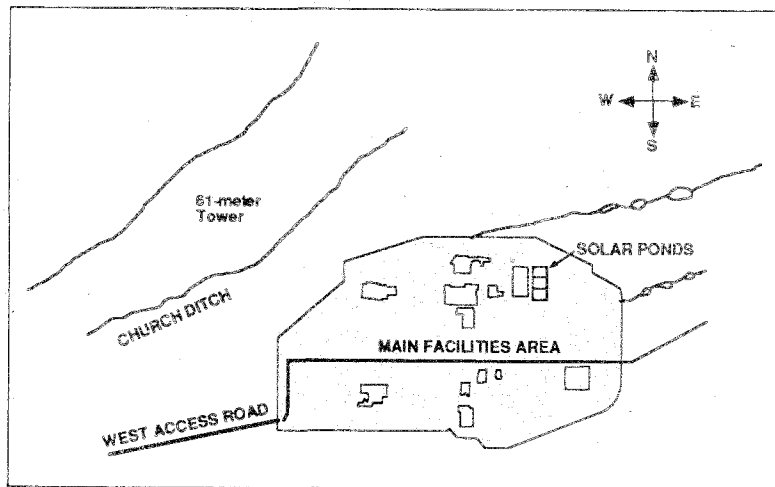 N
W E
S
61-meter
Tower
SOLAR PONDS
CHURCH DITCH
MAIN FACILITIES AREA
WEST ACCESS ROAD